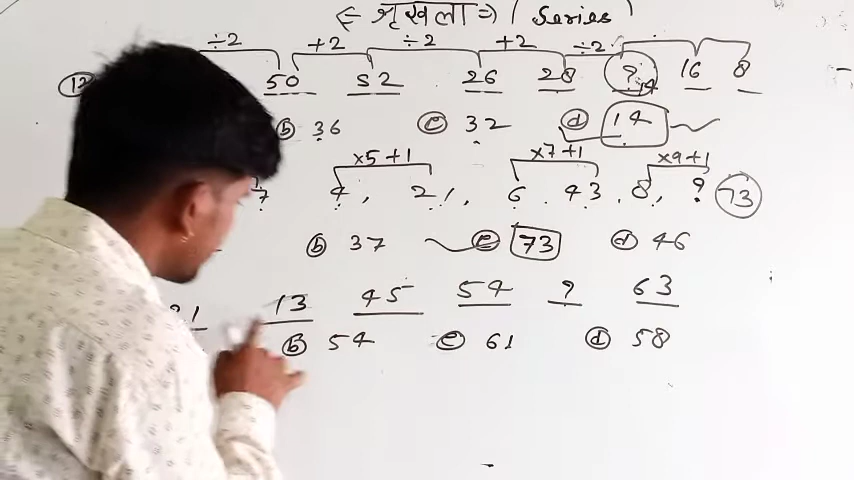 ⇐ श्रृंखला ⇒ ( Series )
÷2 +2 ÷2 +2 ÷2
50 52 26 28 ? 14 16 8
(b) 36 (c) 32 (d) 14
×5+1 ×7+1 ×9+1
7 4, 21, 6 43, 8, ? 73
(b) 37 (c) 73 (d) 46
13 45 54 ? 63
(b) 54 (c) 61 (d) 58